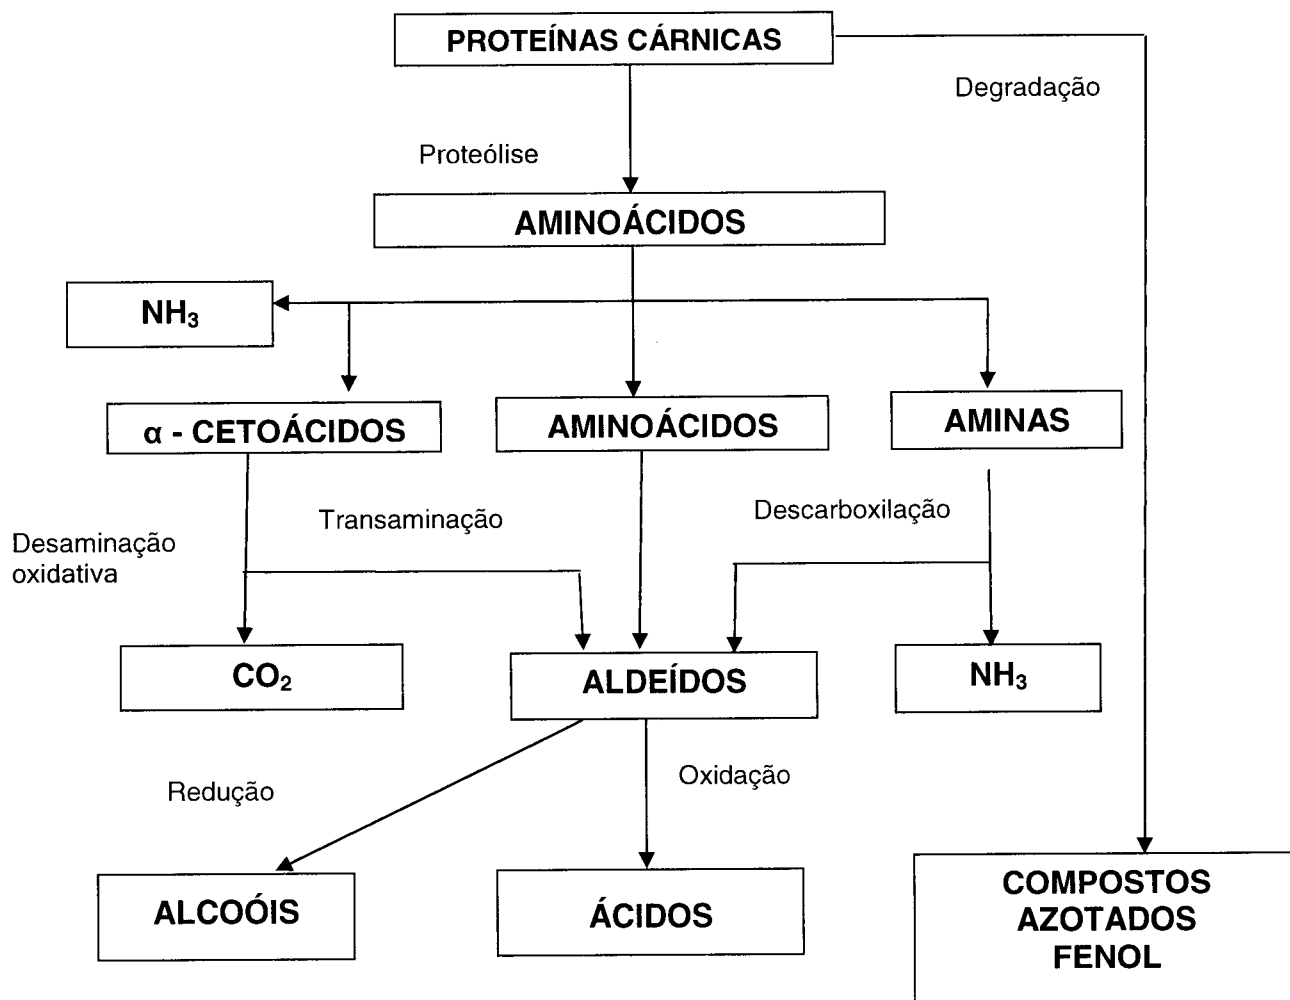 PROTEÍNAS CÁRNICAS
Degradação
Proteólise
AMINOÁCIDOS
NH₃
α - CETOÁCIDOS
AMINOÁCIDOS
AMINAS
Transaminação
Descarboxilação
Desaminação
oxidativa
CO₂
ALDEÍDOS
NH₃
Redução
Oxidação
ALCOÓIS
ÁCIDOS
COMPOSTOS
AZOTADOS
FENOL